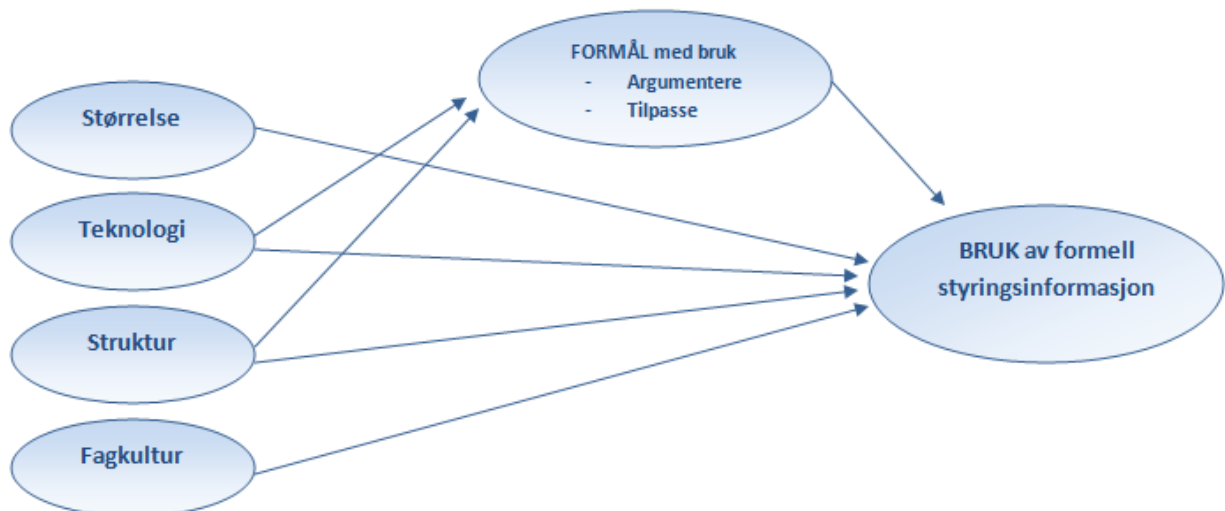 FORMÅL med bruk
- Argumentere
- Tilpasse
Størrelse
Teknologi
Struktur
Fagkultur
BRUK av formell
styringsinformasjon